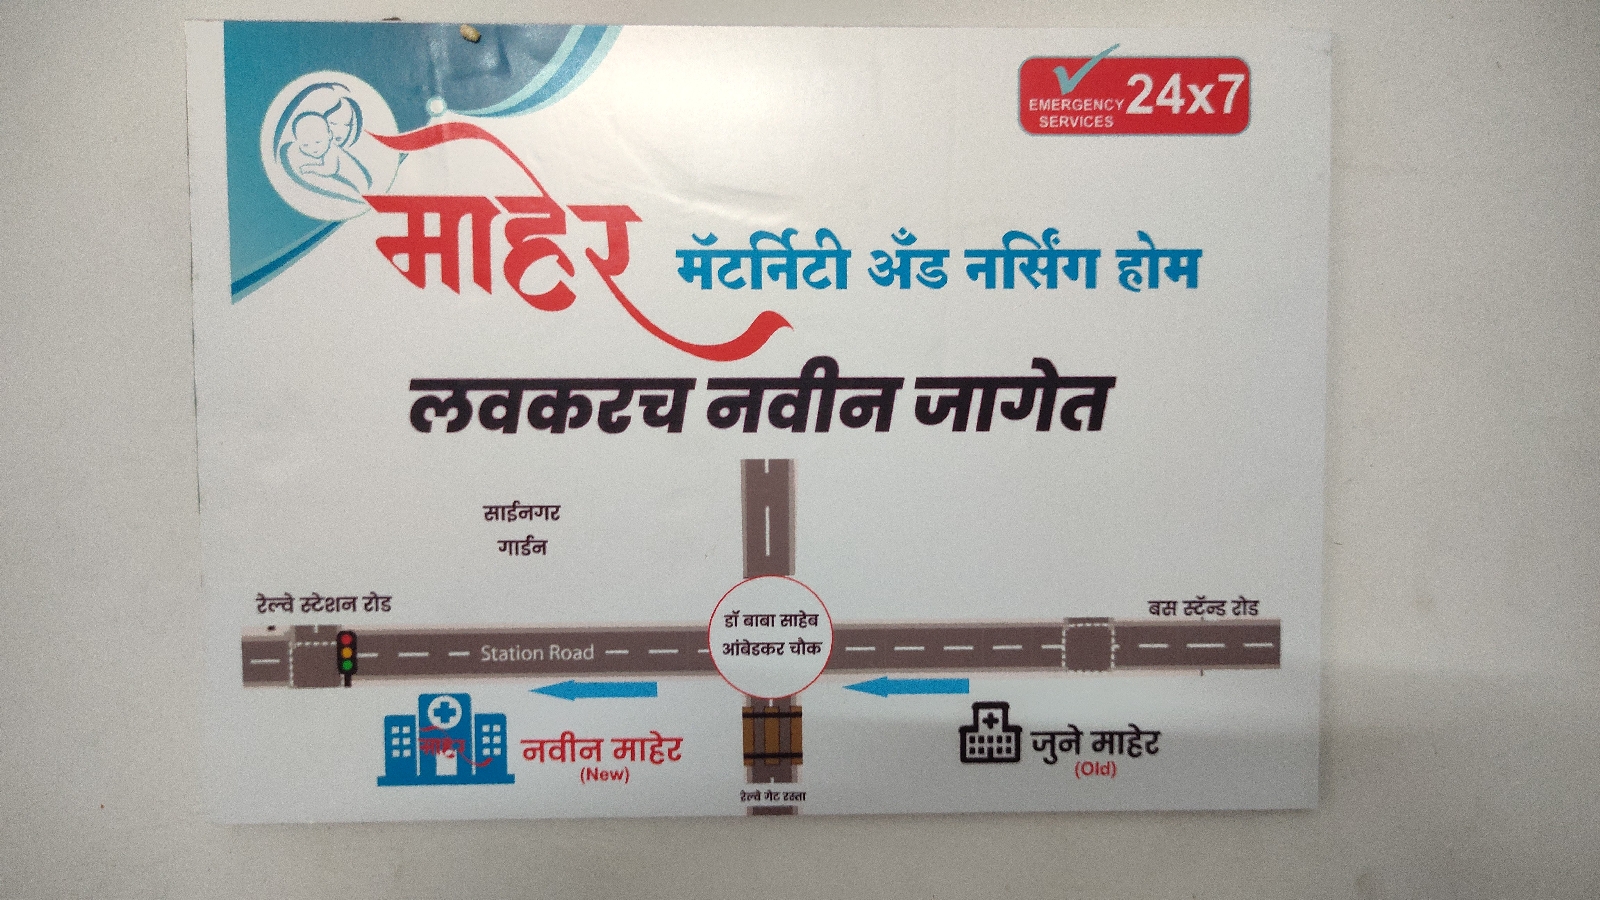 EMERGENCY SERVICES 24x7
माहेर मॅटर्निटी अँड नर्सिंग होम
लवकरच नवीन जागेत
साईनगर
गार्डन
रेल्वे स्टेशन रोड
बस स्टॅन्ड रोड
डॉ बाबा साहेब
आंबेडकर चौक
Station Road
माहेर
नवीन माहेर
(New)
जुने माहेर
(Old)
रेल्वे गेट रस्ता